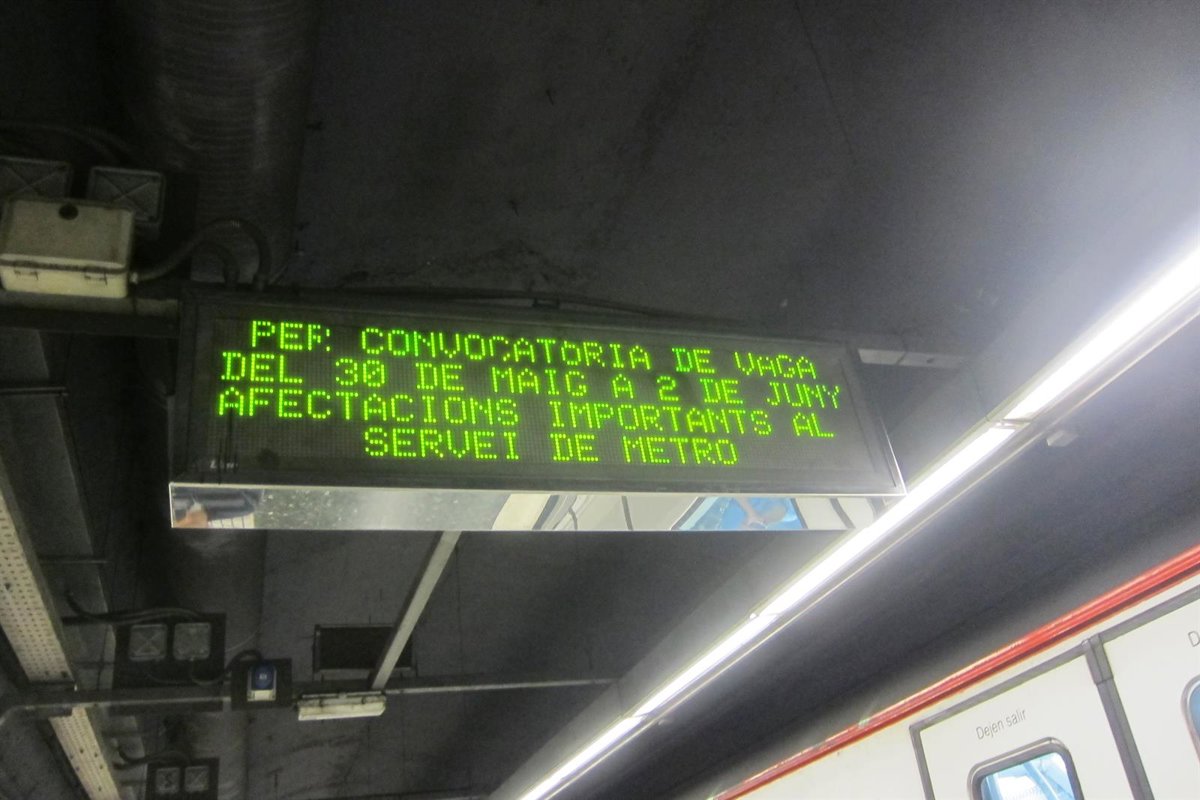 PER CONVOCATORIA DE VAGA
DEL 30 DE MAIG A 2 DE JUNY
AFECTACIONS IMPORTANTS AL
SERVEI DE METRO
Dejen salir